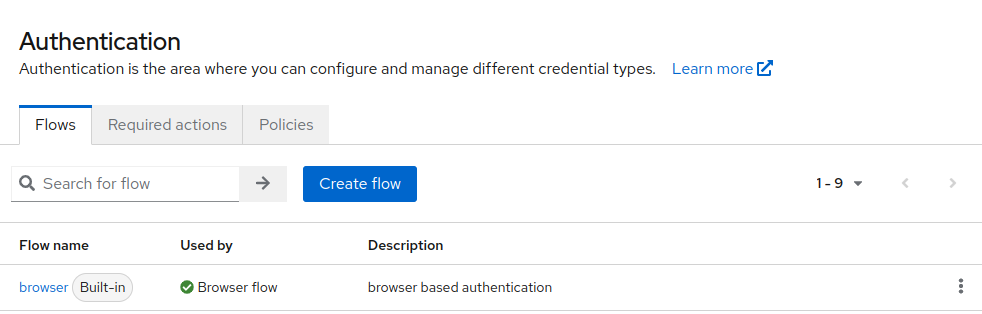 Authentication
Authentication is the area where you can configure and manage different credential types. Learn more
Flows Required actions Policies
Search for flow Create flow 1 - 9
Flow name Used by Description
browser Built-in Browser flow browser based authentication